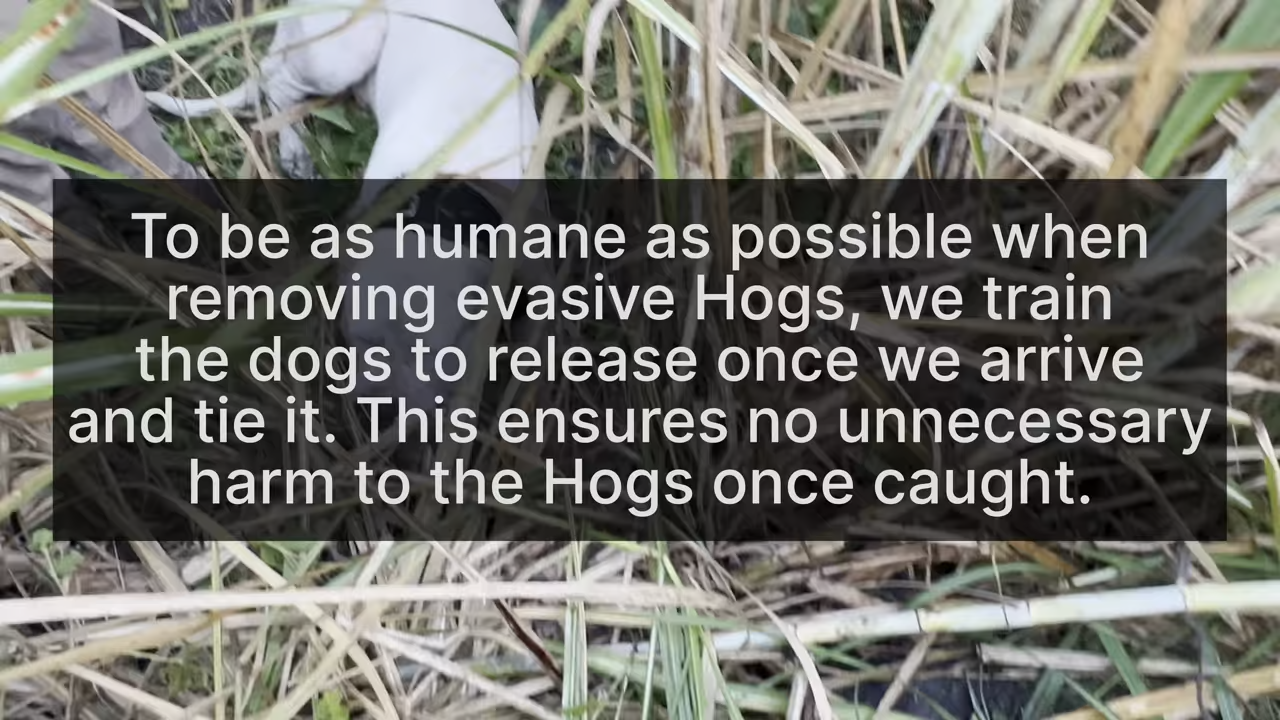 To be as humane as possible when
removing evasive Hogs, we train
the dogs to release once we arrive
and tie it. This ensures no unnecessary
harm to the Hogs once caught.